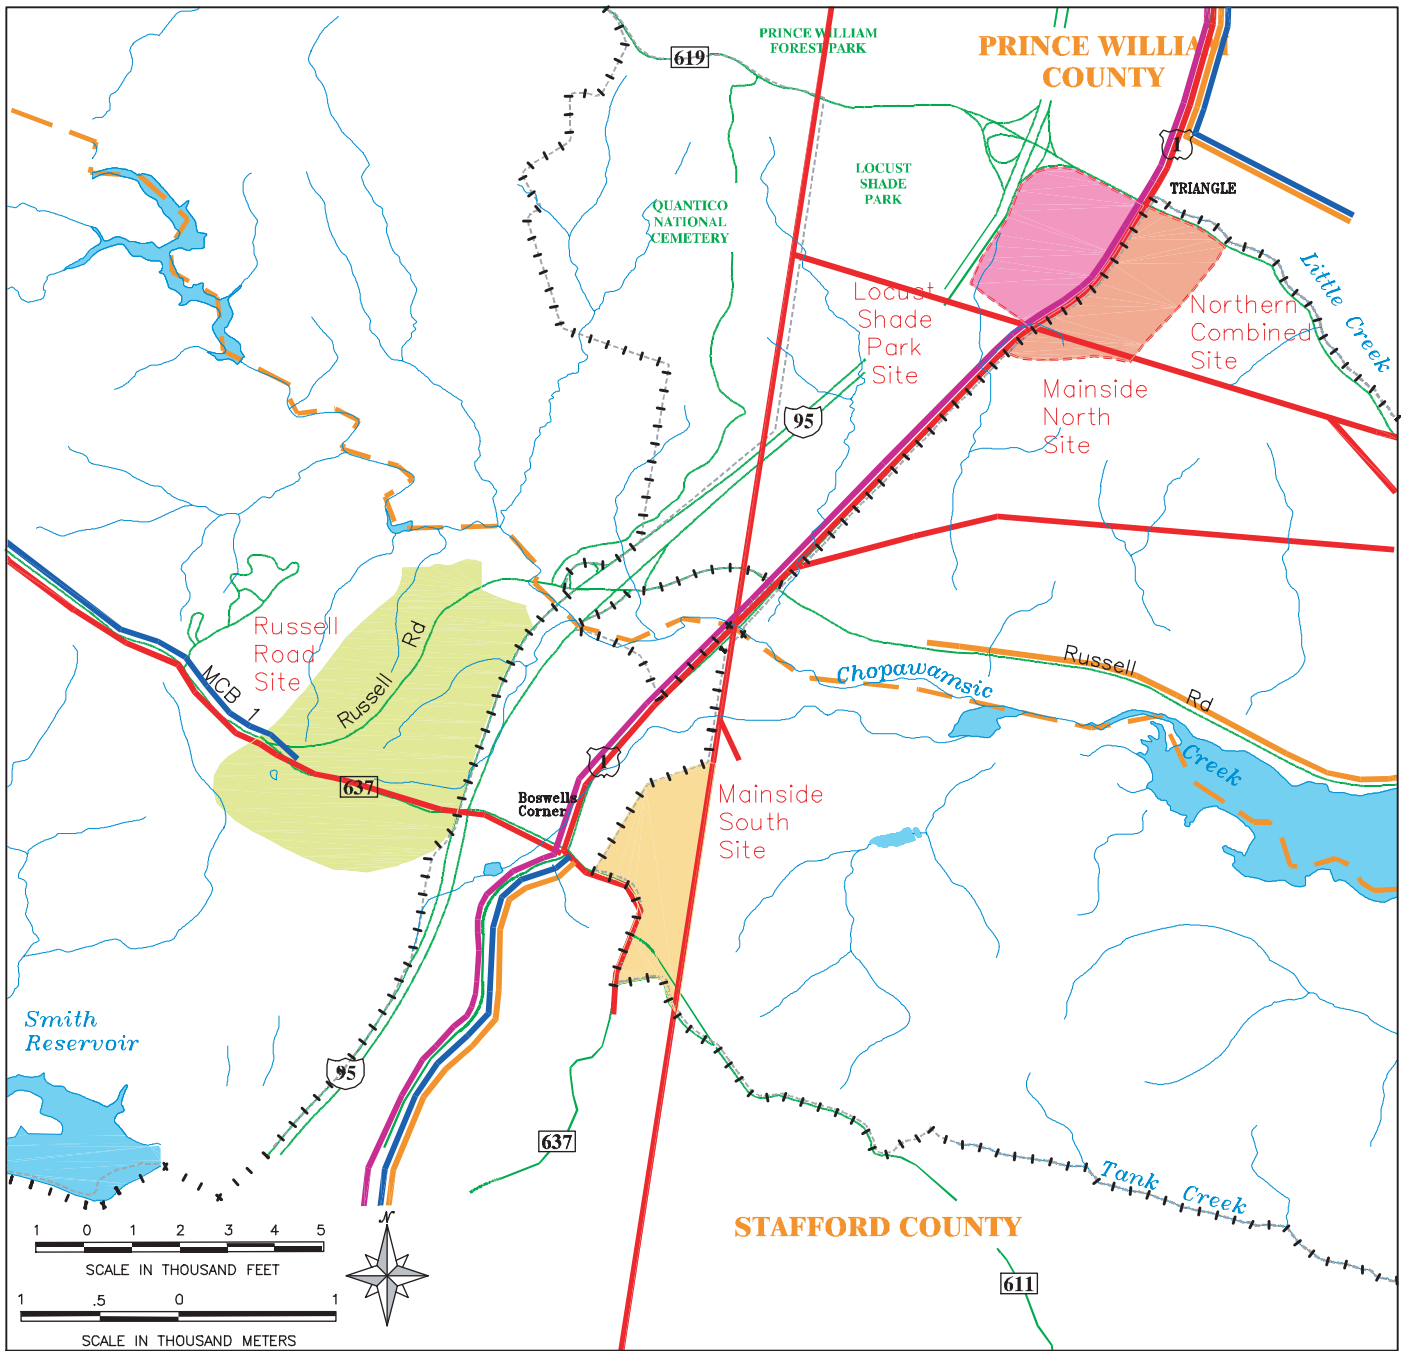 PRINCE WILLIAM
FOREST PARK
PRINCE WILLIAM
COUNTY
619
1
TRIANGLE
LOCUST
SHADE
PARK
QUANTICO
NATIONAL
CEMETERY
Little Creek
Locust
Shade
Park
Site
Northern
Combined
Site
Mainside
North
Site
95
Russell
Road
Site
Russell Rd
MCB 1
Russell Rd
Chopawamsic
Creek
637
1
Boswells
Corner
Mainside
South
Site
Smith
Reservoir
95
637
Tank Creek
STAFFORD COUNTY
611
N
1 0 1 2 3 4 5
SCALE IN THOUSAND FEET
1 .5 0 1
SCALE IN THOUSAND METERS